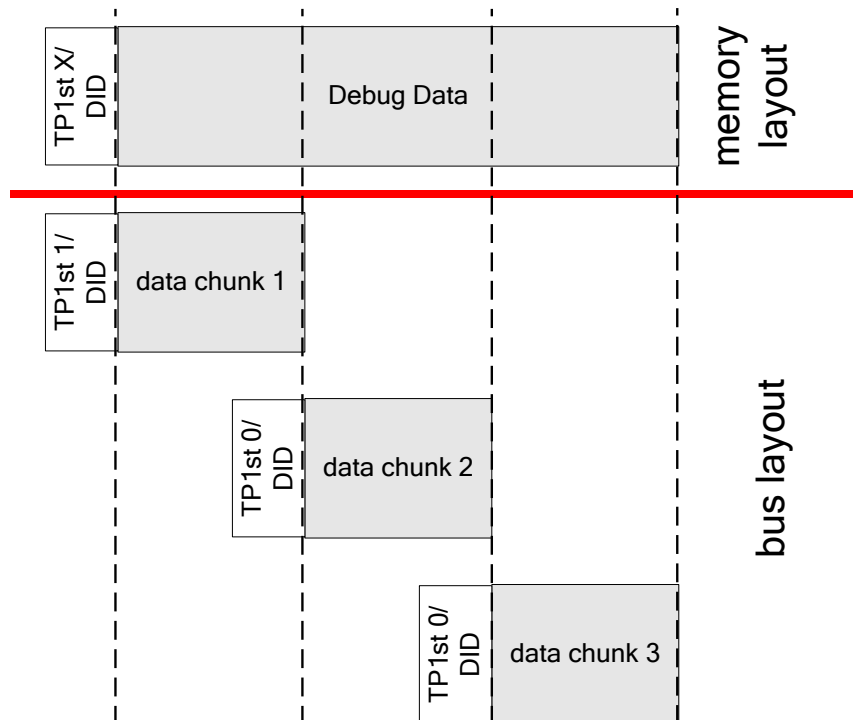 TP1st X/
DID
Debug Data
memory
layout
TP1st 1/
DID
data chunk 1
TP1st 0/
DID
data chunk 2
bus layout
TP1st 0/
DID
data chunk 3